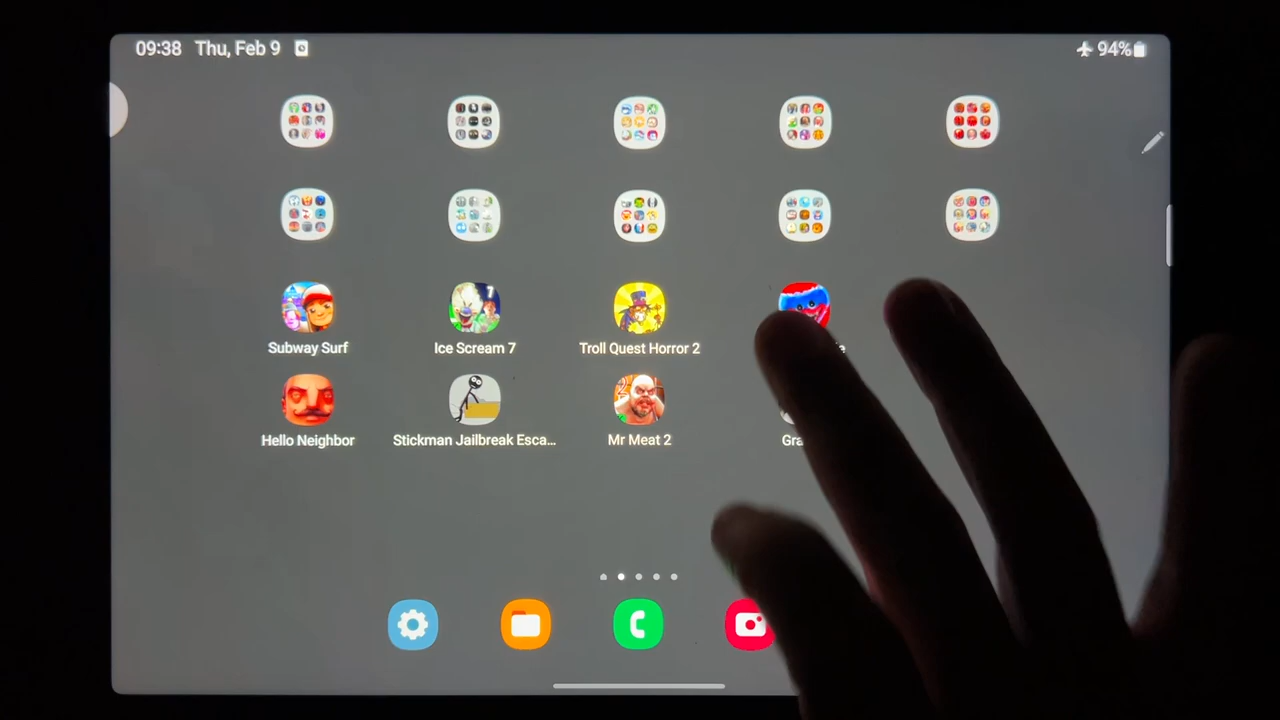 09:38 Thu, Feb 9 94%
Subway Surf Ice Scream 7 Troll Quest Horror 2
Hello Neighbor Stickman Jailbreak Esca... Mr Meat 2 Gra